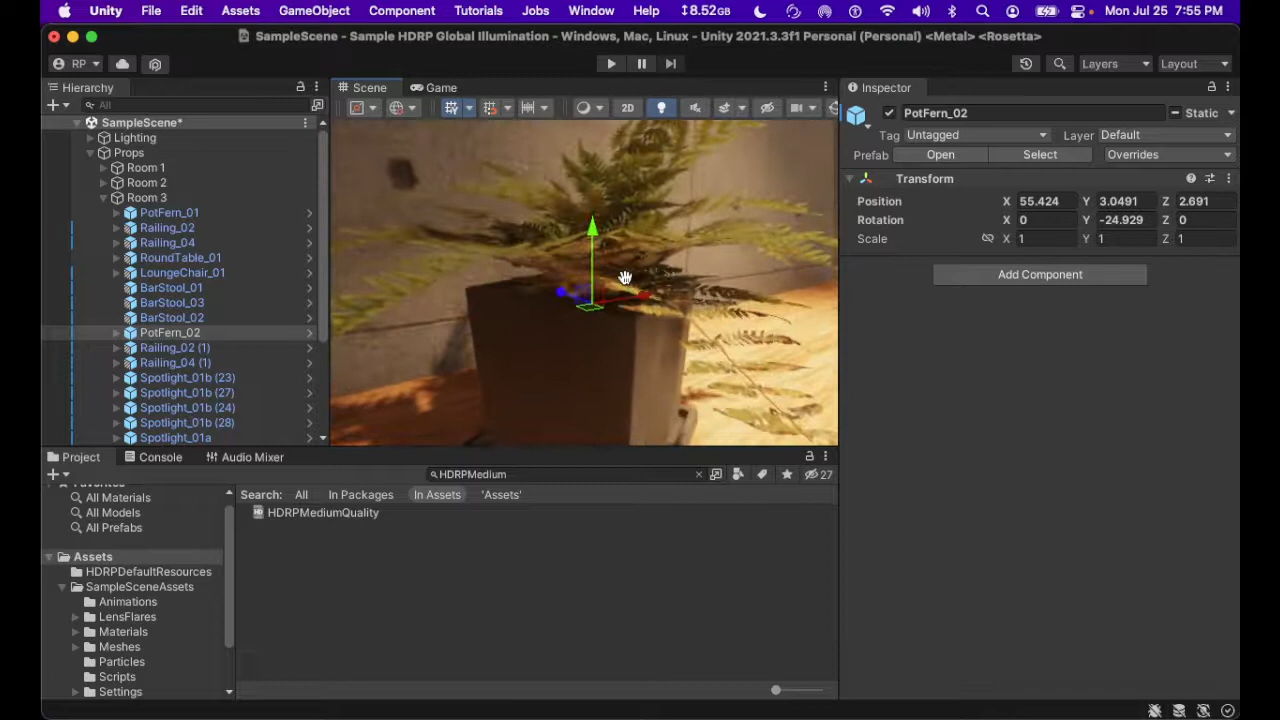 Unity File Edit Assets GameObject Component Tutorials Jobs Window Help 8.52GB Mon Jul 25 7:55 PM
SampleScene - Sample HDRP Global Illumination - Windows, Mac, Linux - Unity 2021.3.3f1 Personal (Personal) <Metal> <Rosetta>
RP Layers Layout
Hierarchy Scene Game Inspector
All 2D PotFern_02 Static
SampleScene*
Tag Untagged Layer Default
Lighting
Props
Prefab Open Select Overrides
Room 1
Room 2
Transform
Room 3
Position X 55.424 Y 3.0491 Z 2.691
PotFern_01
Rotation X 0 Y -24.929 Z 0
Railing_02
Scale X 1 Y 1 Z 1
Railing_04
RoundTable_01
LoungeChair_01
Add Component
BarStool_01
BarStool_03
BarStool_02
PotFern_02
Railing_02 (1)
Railing_04 (1)
Spotlight_01b (23)
Spotlight_01b (27)
Spotlight_01b (24)
Spotlight_01b (28)
Spotlight_01a
Project Console Audio Mixer
HDRPMedium 27
Favorites
Search: All In Packages In Assets 'Assets'
All Materials
HDRPMediumQuality
All Models
All Prefabs
Assets
HDRPDefaultResources
SampleSceneAssets
Animations
LensFlares
Materials
Meshes
Particles
Scripts
Settings